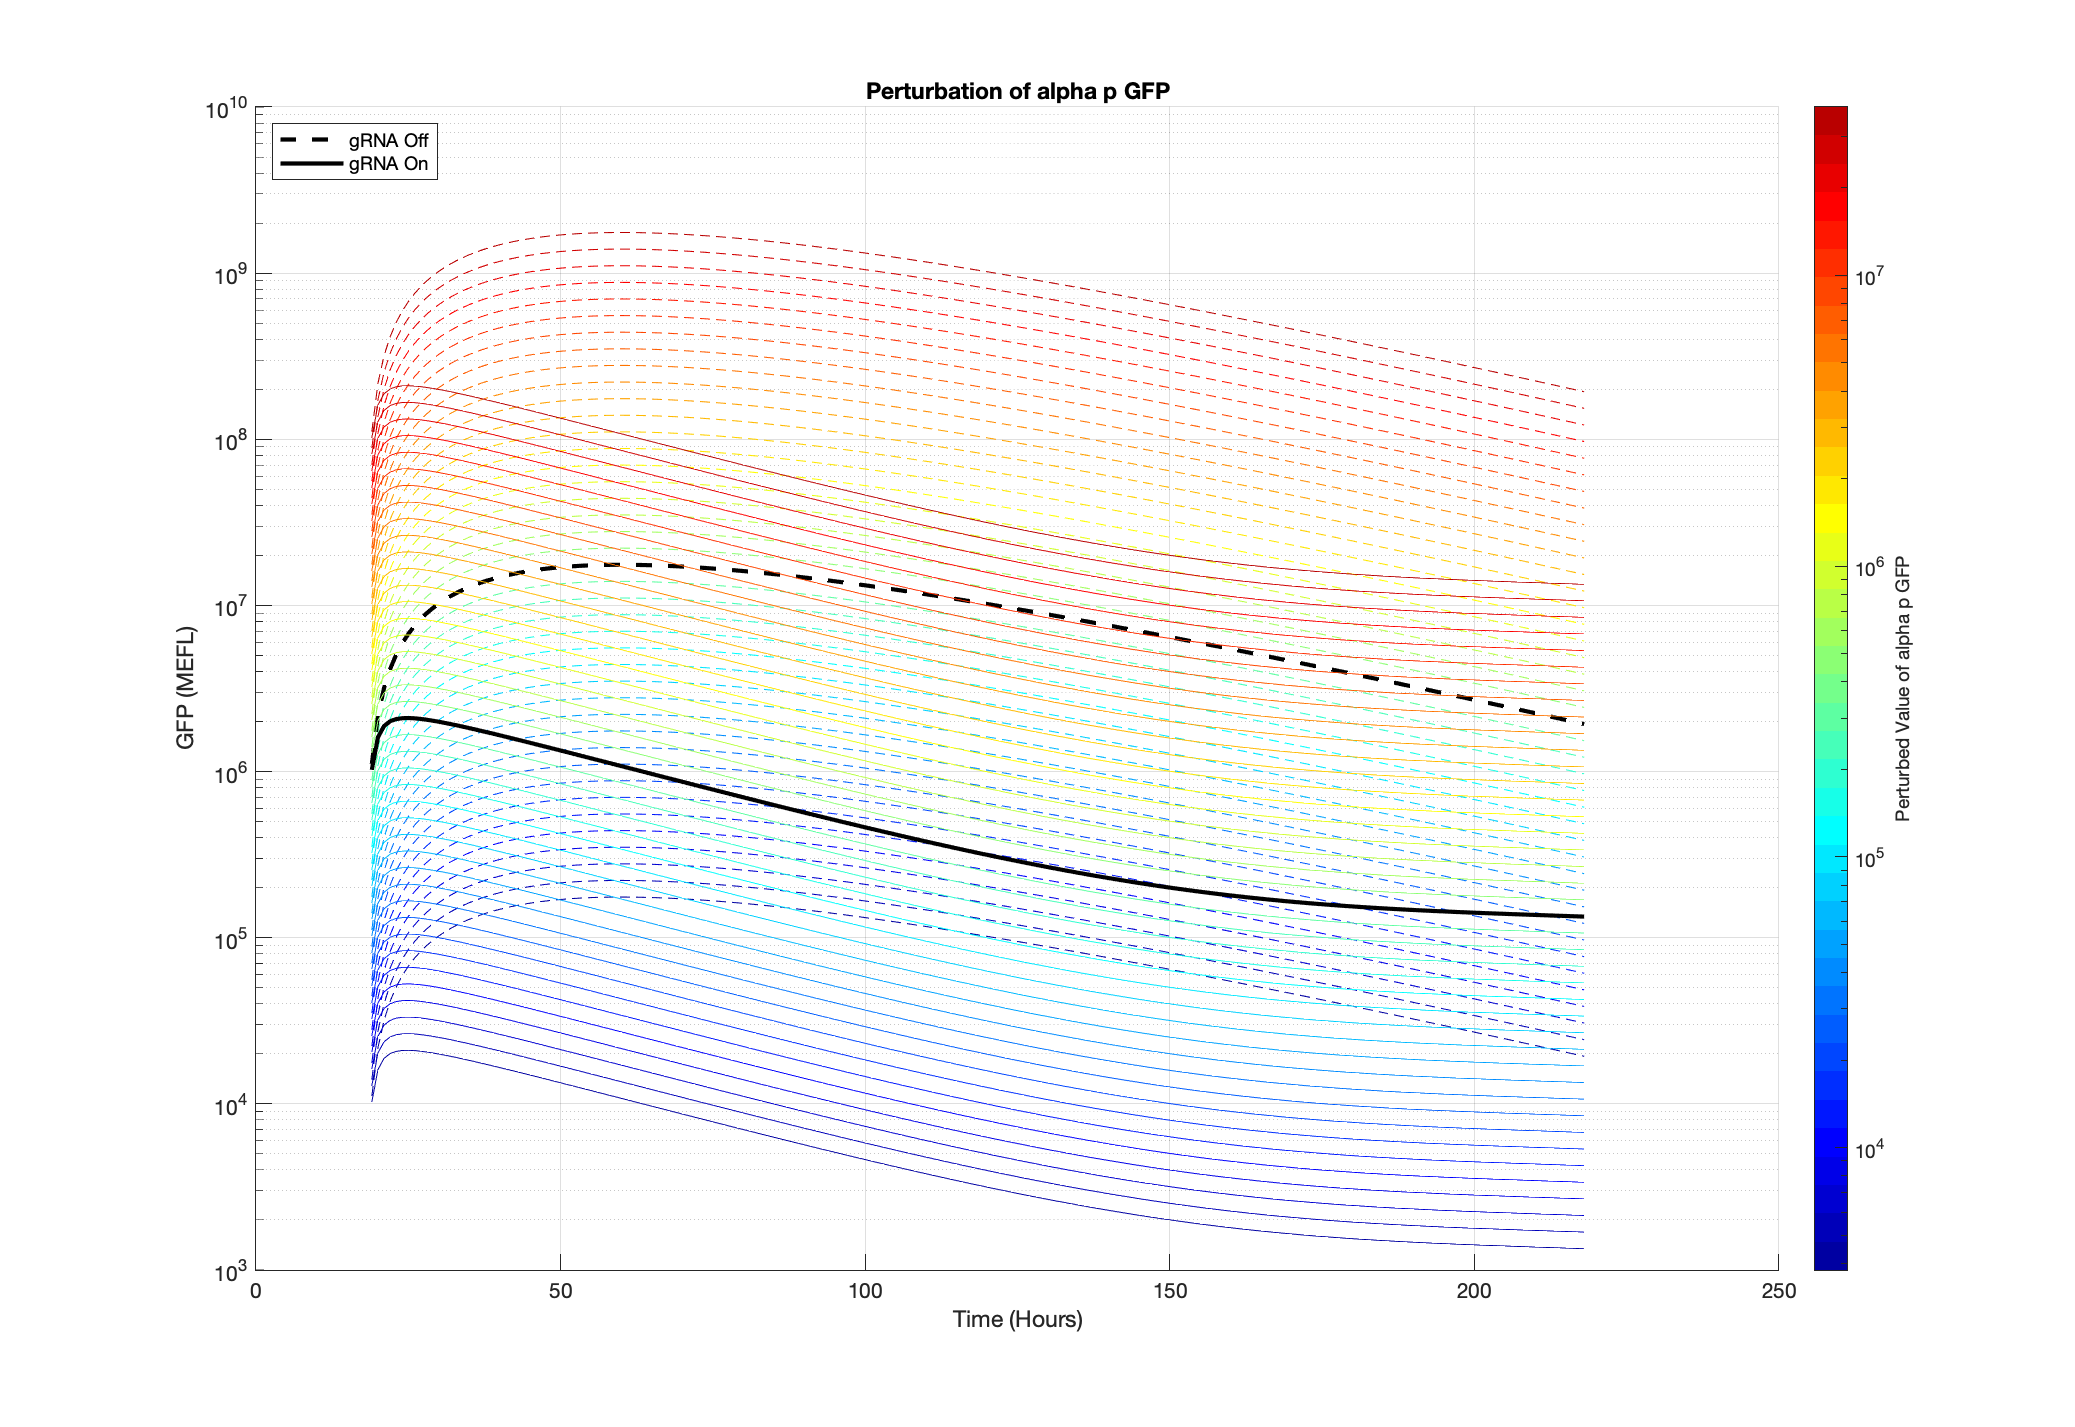 Perturbation of alpha p GFP
gRNA Off
gRNA On
GFP (MEFL)
10^10
10^9
10^8
10^7
10^6
10^5
10^4
10^3
0 50 100 150 200 250
Time (Hours)
10^7
10^6
10^5
10^4
Perturbed Value of alpha p GFP